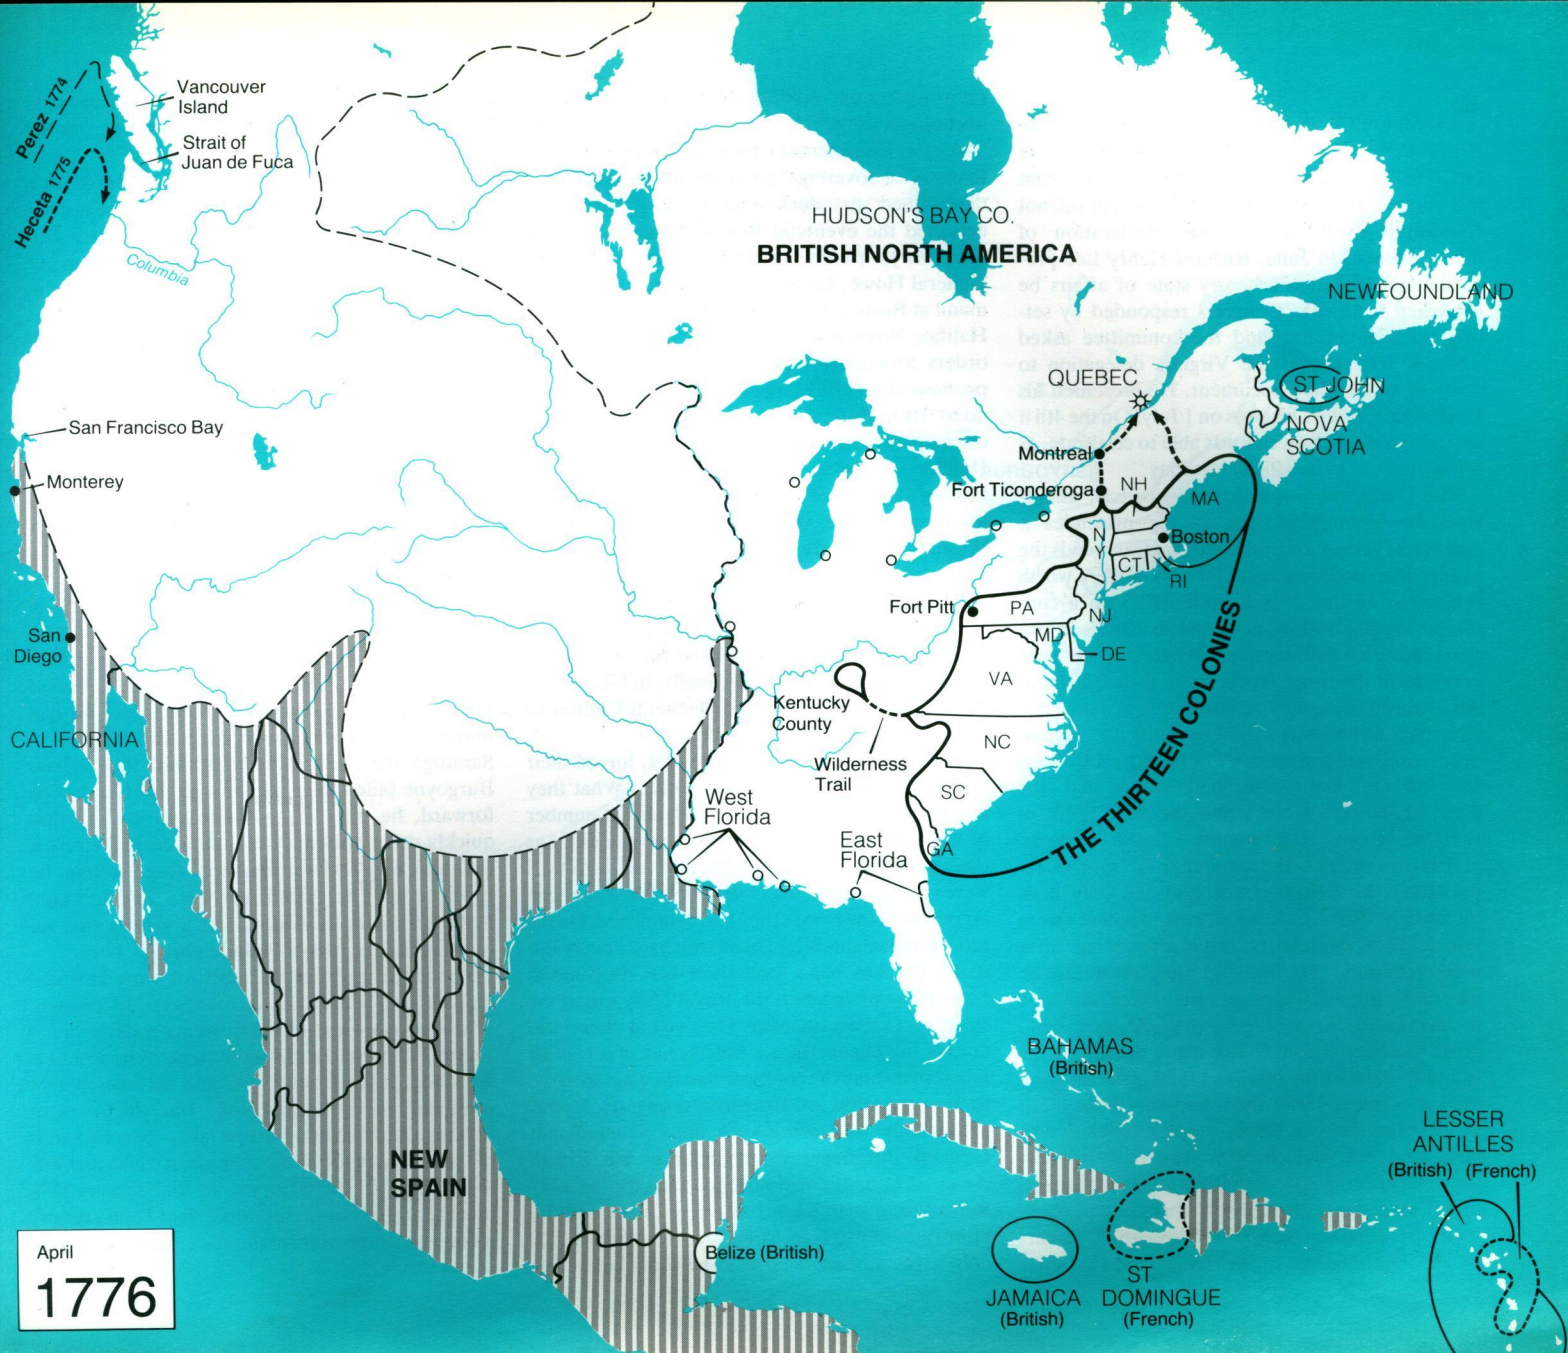 Perez 1774
Heceta 1775
Vancouver
Island
Strait of
Juan de Fuca
Columbia
HUDSON'S BAY CO.
BRITISH NORTH AMERICA
NEWFOUNDLAND
QUEBEC
ST JOHN
NOVA
SCOTIA
San Francisco Bay
Monterey
Montreal
Fort Ticonderoga
NH
MA
N
Y
Boston
CT
RI
Fort Pitt
PA
NJ
MD
DE
San
Diego
VA
Kentucky
County
CALIFORNIA
NC
Wilderness
Trail
SC
West
Florida
East
Florida
GA
THE THIRTEEN COLONIES
BAHAMAS
(British)
NEW
SPAIN
LESSER
ANTILLES
(British) (French)
Belize (British)
JAMAICA
(British)
ST
DOMINGUE
(French)
April
1776